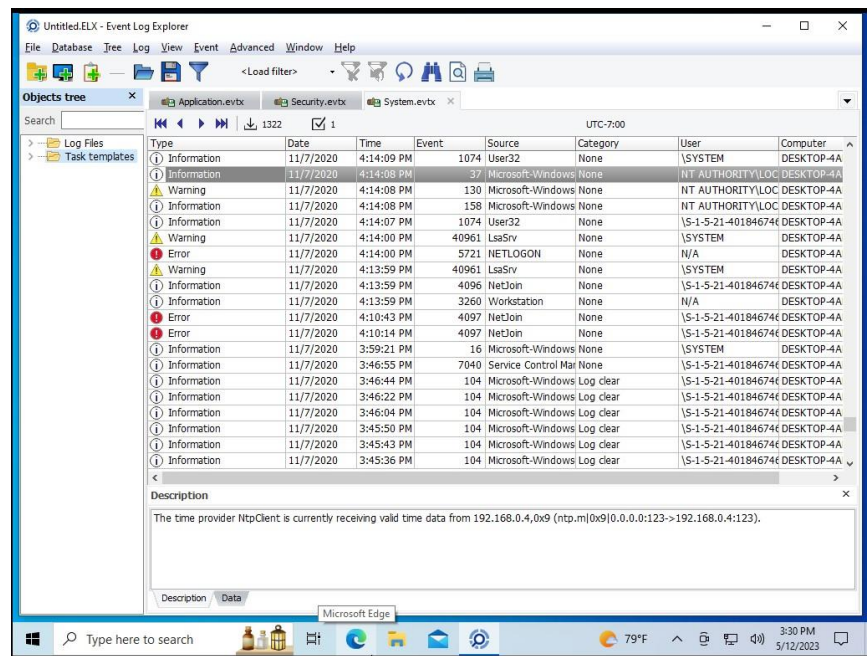 Untitled.ELX - Event Log Explorer
File Database Tree Log View Event Advanced Window Help
<Load filter>
Objects tree
Application.evtx Security.evtx System.evtx
Search
1322 1 UTC-7:00
Log Files
Task templates
Type Date Time Event Source Category User Computer
Information 11/7/2020 4:14:09 PM 1074 User32 None \SYSTEM DESKTOP-4A
Information 11/7/2020 4:14:08 PM 37 Microsoft-Windows None NT AUTHORITY\LOC DESKTOP-4A
Warning 11/7/2020 4:14:08 PM 130 Microsoft-Windows None NT AUTHORITY\LOC DESKTOP-4A
Information 11/7/2020 4:14:08 PM 158 Microsoft-Windows None NT AUTHORITY\LOC DESKTOP-4A
Information 11/7/2020 4:14:07 PM 1074 User32 None \S-1-5-21-40184674 DESKTOP-4A
Warning 11/7/2020 4:14:00 PM 40961 LsaSrv None \SYSTEM DESKTOP-4A
Error 11/7/2020 4:14:00 PM 5721 NETLOGON None N/A DESKTOP-4A
Warning 11/7/2020 4:13:59 PM 40961 LsaSrv None \SYSTEM DESKTOP-4A
Information 11/7/2020 4:13:59 PM 4096 NetJoin None \S-1-5-21-40184674 DESKTOP-4A
Information 11/7/2020 4:13:59 PM 3260 Workstation None N/A DESKTOP-4A
Error 11/7/2020 4:10:43 PM 4097 NetJoin None \S-1-5-21-40184674 DESKTOP-4A
Error 11/7/2020 4:10:14 PM 4097 NetJoin None \S-1-5-21-40184674 DESKTOP-4A
Information 11/7/2020 3:59:21 PM 16 Microsoft-Windows None \SYSTEM DESKTOP-4A
Information 11/7/2020 3:46:55 PM 7040 Service Control Mar None \S-1-5-21-40184674 DESKTOP-4A
Information 11/7/2020 3:46:44 PM 104 Microsoft-Windows Log clear \S-1-5-21-40184674 DESKTOP-4A
Information 11/7/2020 3:46:22 PM 104 Microsoft-Windows Log clear \S-1-5-21-40184674 DESKTOP-4A
Information 11/7/2020 3:46:04 PM 104 Microsoft-Windows Log clear \S-1-5-21-40184674 DESKTOP-4A
Information 11/7/2020 3:45:50 PM 104 Microsoft-Windows Log clear \S-1-5-21-40184674 DESKTOP-4A
Information 11/7/2020 3:45:43 PM 104 Microsoft-Windows Log clear \S-1-5-21-40184674 DESKTOP-4A
Information 11/7/2020 3:45:36 PM 104 Microsoft-Windows Log clear \S-1-5-21-40184674 DESKTOP-4A
Description
The time provider NtpClient is currently receiving valid time data from 192.168.0.4,0x9 (ntp.m|0x9|0.0.0.0:123->192.168.0.4:123).
Description Data
Microsoft Edge
Type here to search
79°F
3:30 PM
5/12/2023